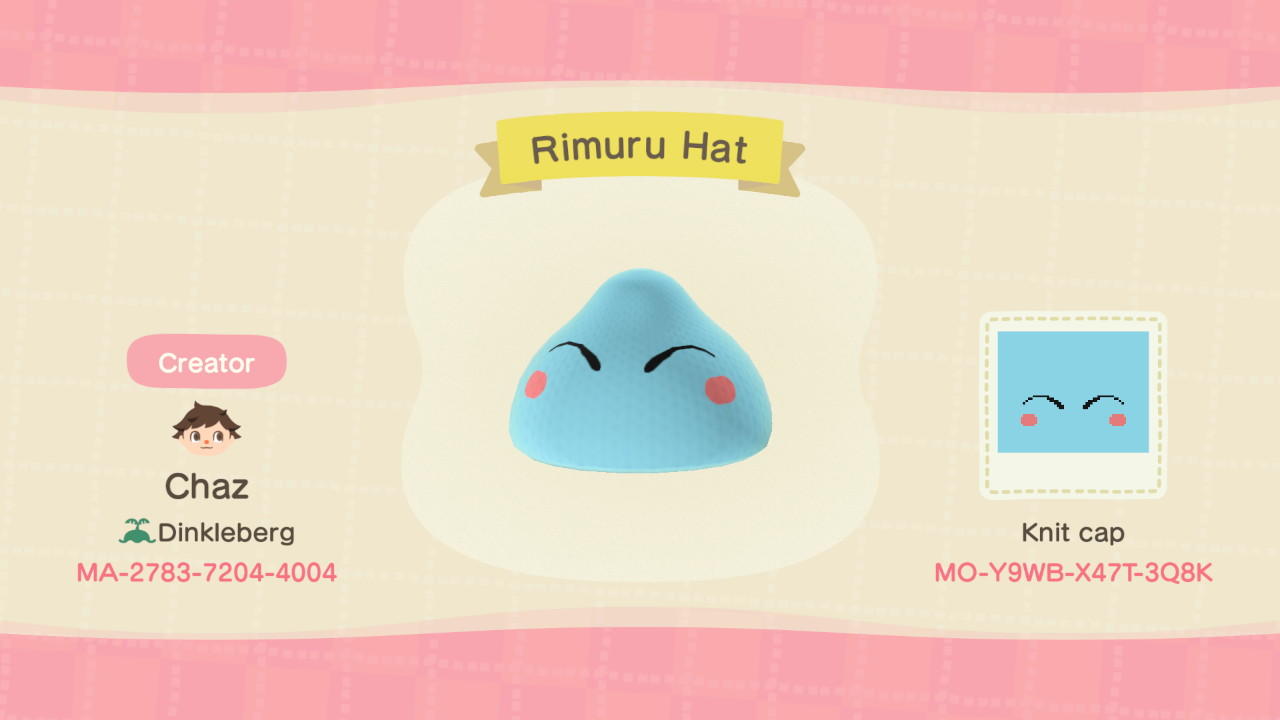 Rimuru Hat
Creator
Chaz
Dinkleberg
MA-2783-7204-4004
Knit cap
MO-Y9WB-X47T-3Q8K